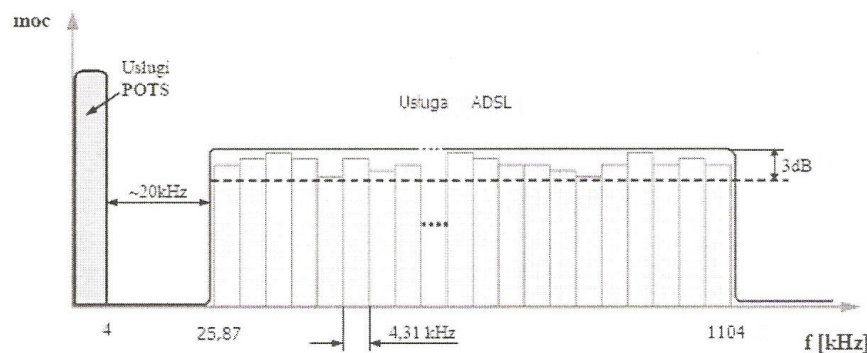 moc
Usługi
POTS
Usługa ADSL
3dB
~20kHz
4
25,87
4,31 kHz
1104
f [kHz]